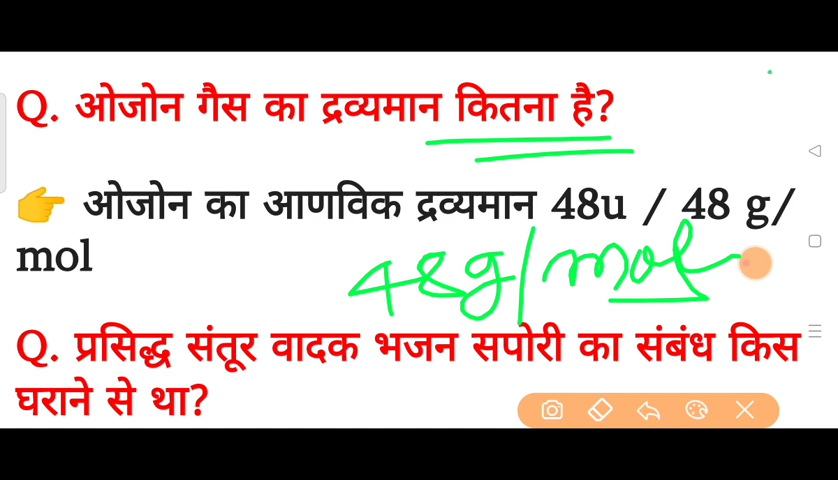 Q. ओजोन गैस का द्रव्यमान कितना है?
👉 ओजोन का आणविक द्रव्यमान 48u / 48 g/
mol
48g/mol
Q. प्रसिद्ध संतूर वादक भजन सपोरी का संबंध किस
घराने से था?